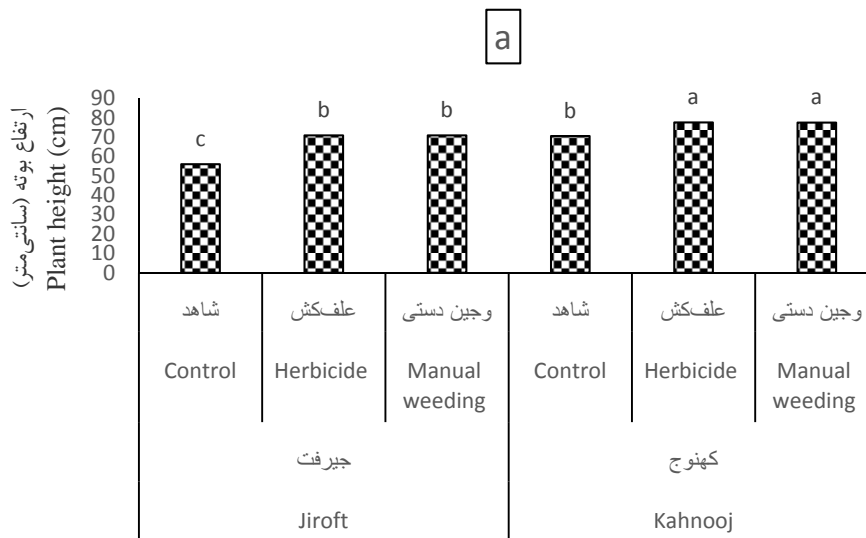 a
ارتفاع بوته (سانتی‌متر)
Plant height (cm)
90
80
70
60
50
40
30
20
10
0
c
b
b
b
a
a
شاهد
علف‌کش
وجین دستی
شاهد
علف‌کش
وجین دستی
Control
Herbicide
Manual
weeding
Control
Herbicide
Manual
weeding
جیرفت
کهنوج
Jiroft
Kahnooj